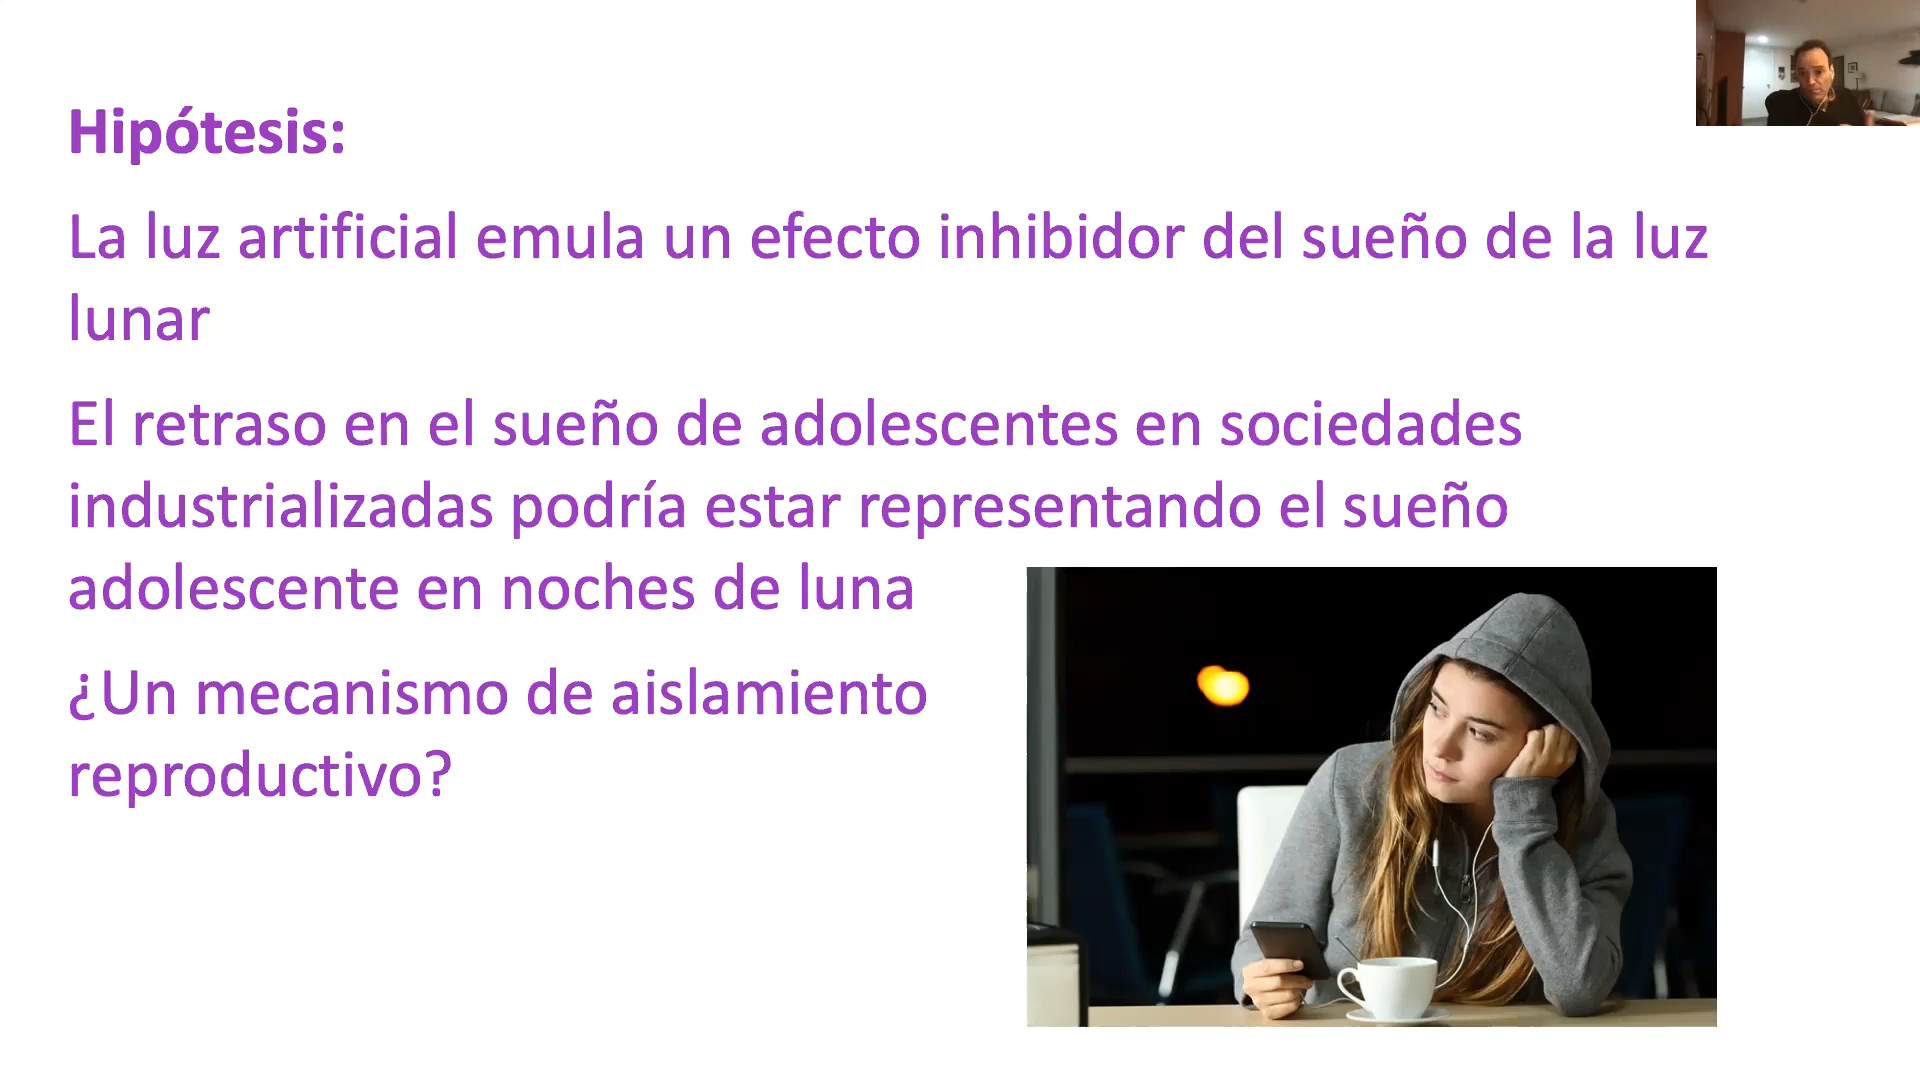 Hipótesis:
La luz artificial emula un efecto inhibidor del sueño de la luz
lunar
El retraso en el sueño de adolescentes en sociedades
industrializadas podría estar representando el sueño
adolescente en noches de luna
¿Un mecanismo de aislamiento
reproductivo?